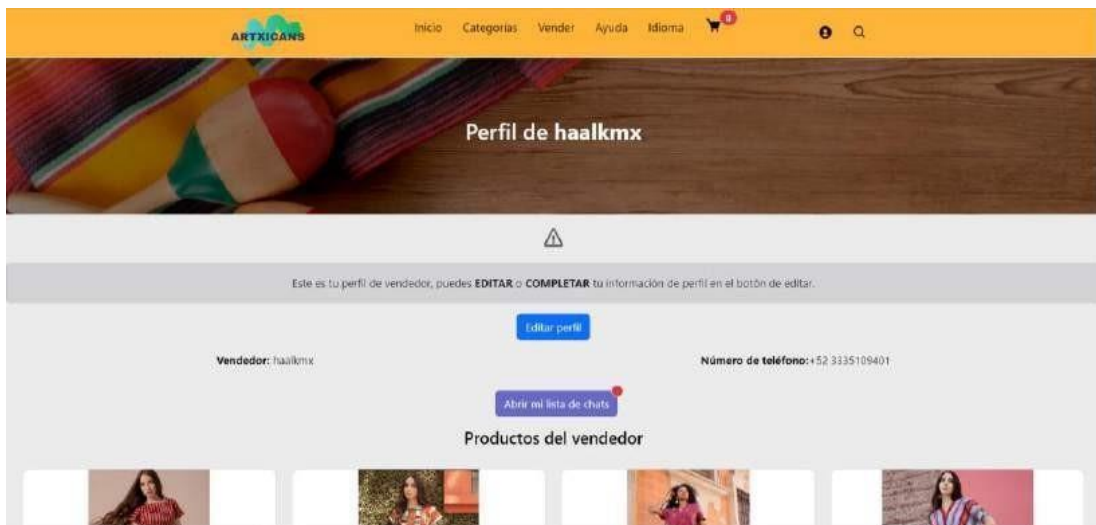 ARTXICANS
Inicio Categorías Vender Ayuda Idioma 0
Perfil de haalkmx
Este es tu perfil de vendedor, puedes EDITAR o COMPLETAR tu información de perfil en el botón de editar.
Editar perfil
Vendedor: haalkmx Número de teléfono:+52 3335109401
Abrir mi lista de chats
Productos del vendedor